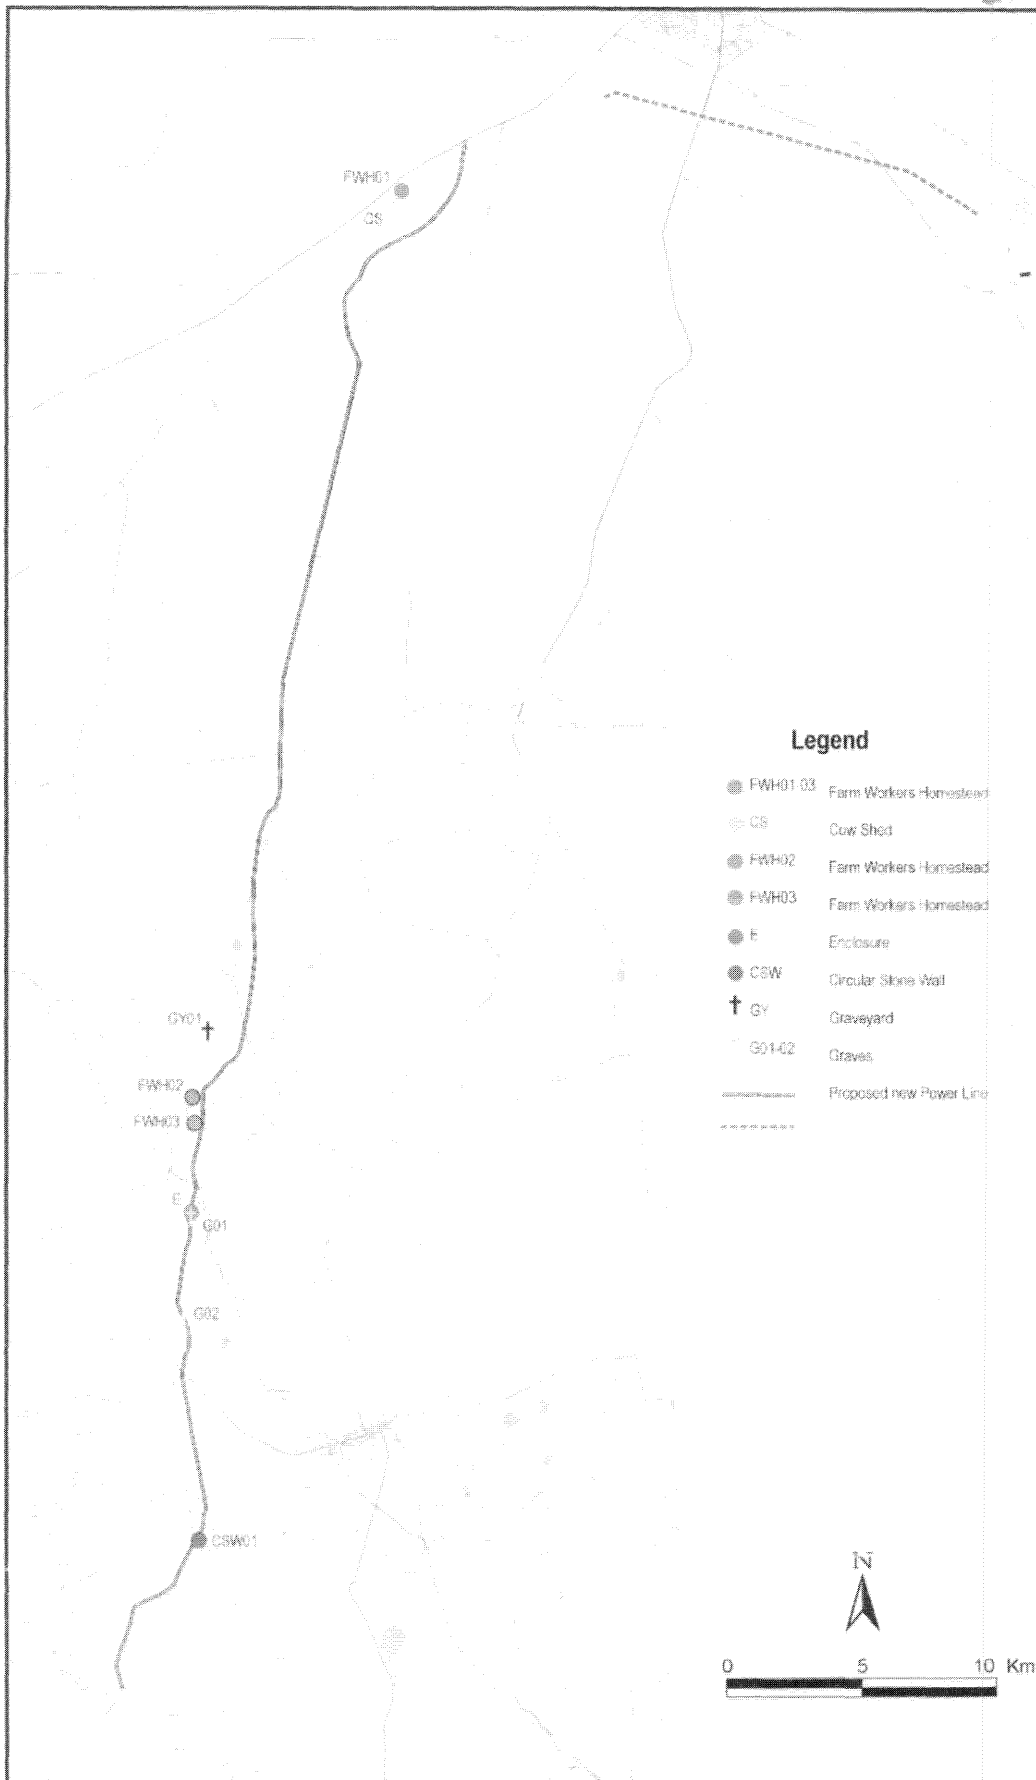 FWH01
CS
Legend
FWH01-03 Farm Workers Homestead
CS Cow Shed
FWH02 Farm Workers Homestead
FWH03 Farm Workers Homestead
E Enclosure
CSW Circular Stone Wall
GY Graveyard
G01-02 Graves
Proposed new Power Line
GY01
FWH02
FWH03
E
G01
G02
CSW01
N
0 5 10 Km